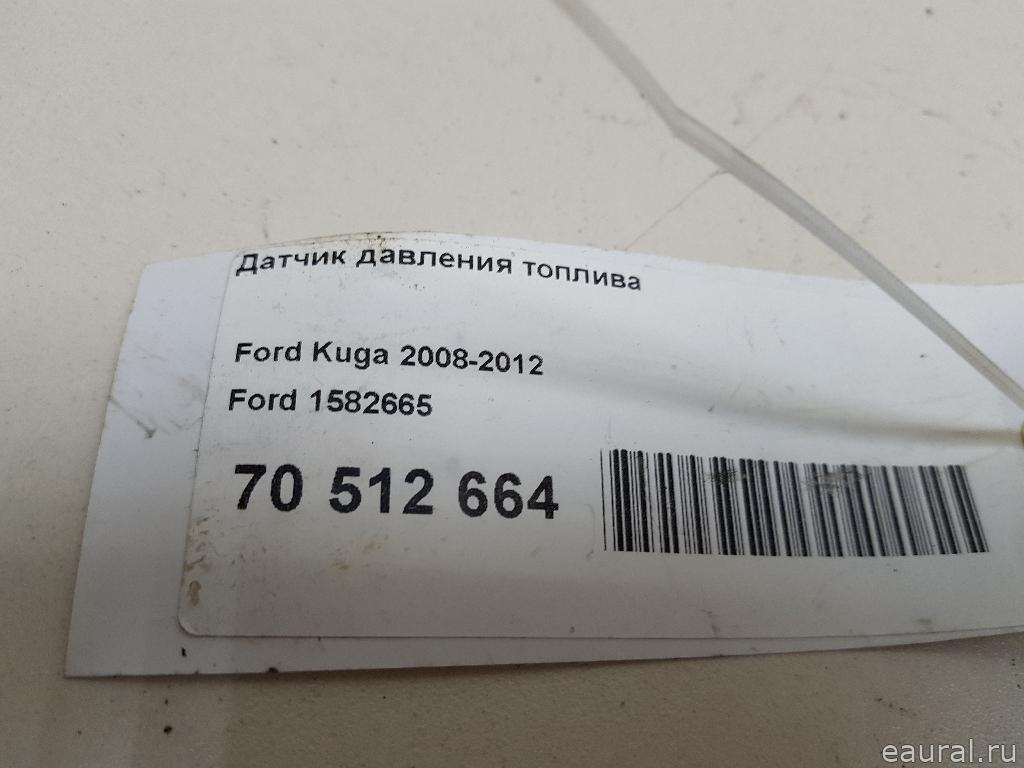 Датчик давления топлива
Ford Kuga 2008-2012
Ford 1582665
70 512 664
eaural.ru